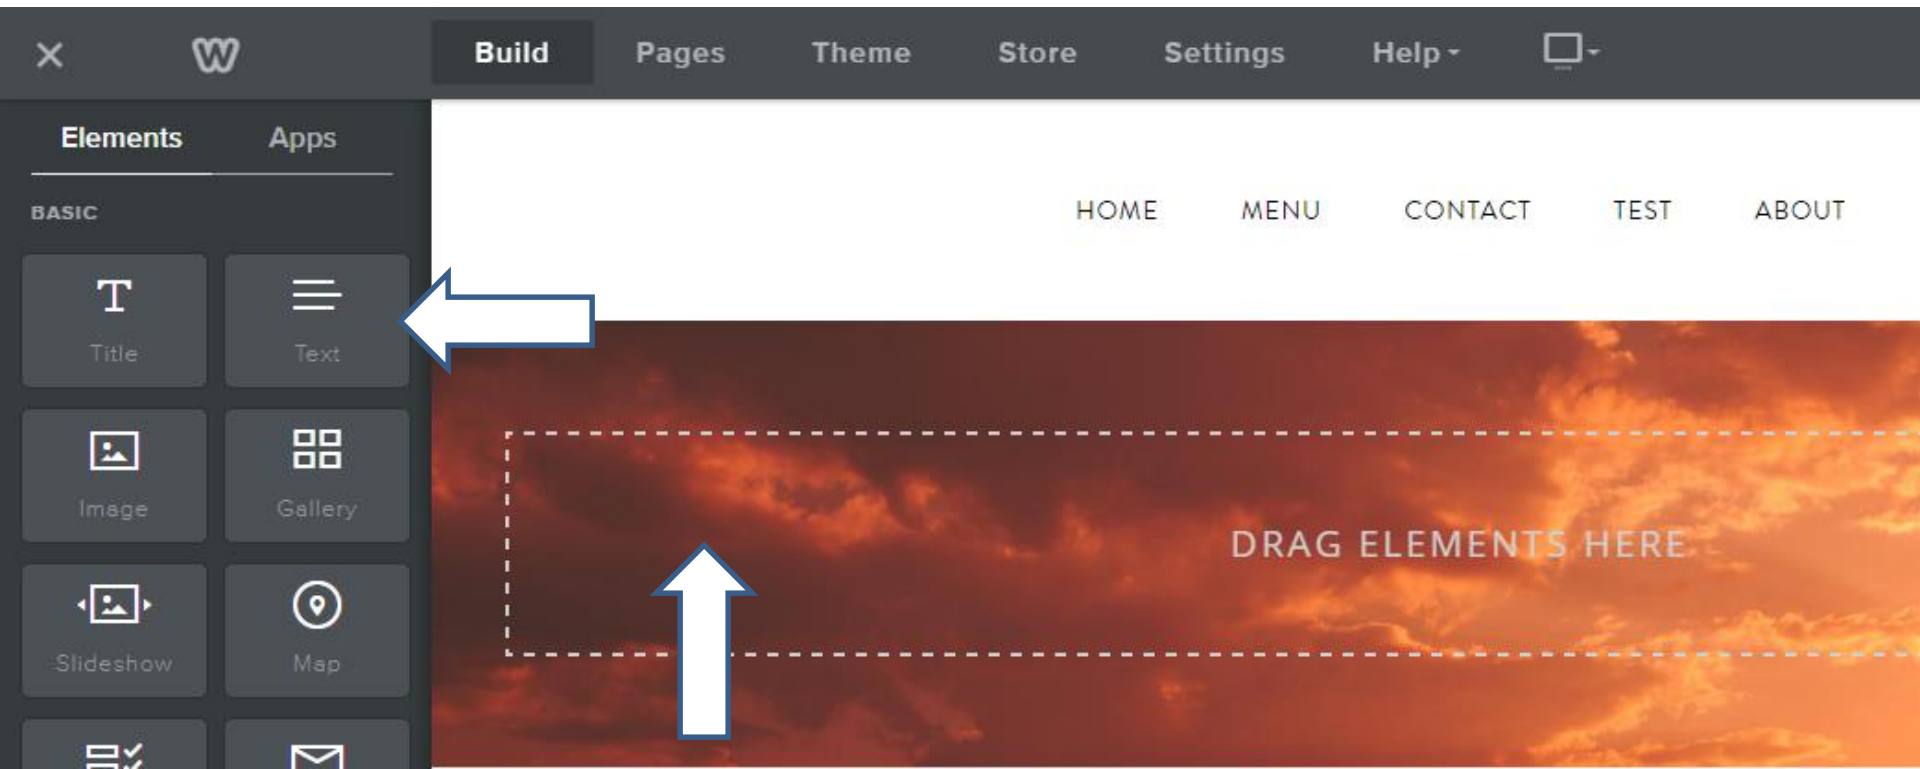 Build Pages Theme Store Settings Help
Elements Apps
BASIC
HOME MENU CONTACT TEST ABOUT
Title Text
Image Gallery
DRAG ELEMENTS HERE
Slideshow Map